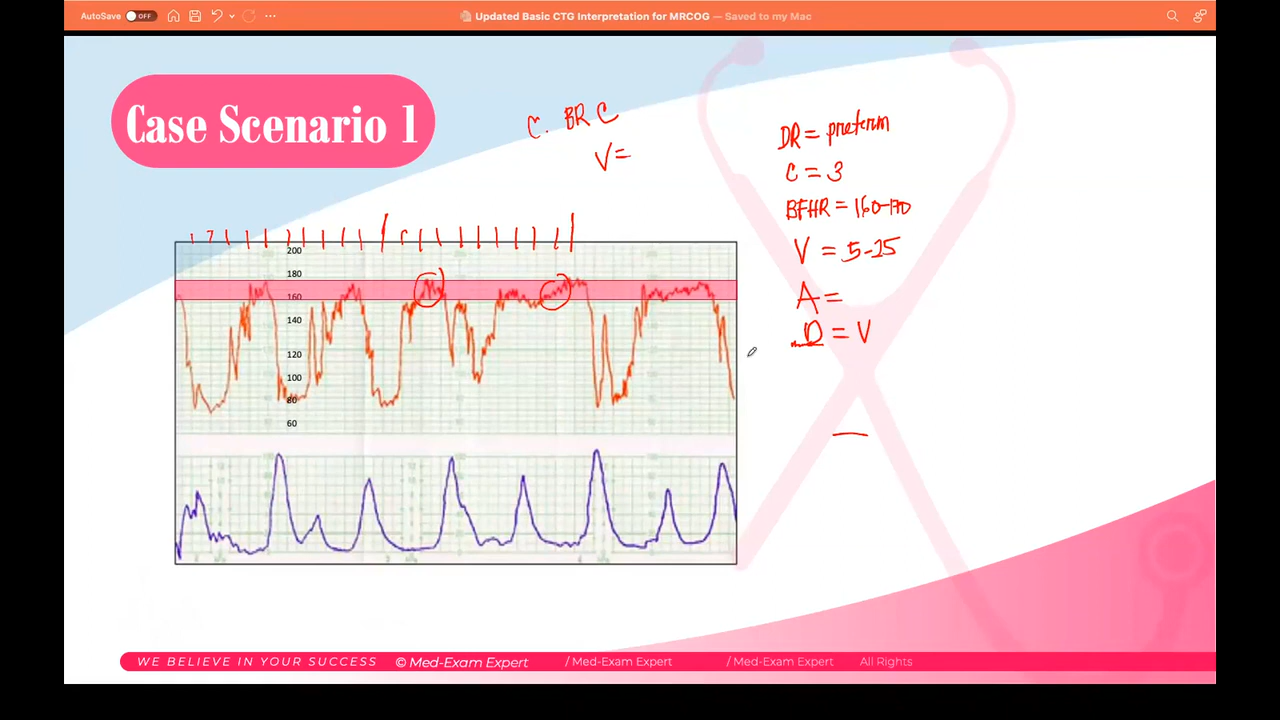 AutoSave OFF
Updated Basic CTG Interpretation for MRCOG — Saved to my Mac
Case Scenario 1
C. BR C
V=
DR = preterm
C = 3
BFHR = 160-170
V = 5-25
A =
D = V
1 2
200
180
160
140
120
100
80
60
WE BELIEVE IN YOUR SUCCESS © Med-Exam Expert / Med-Exam Expert / Med-Exam Expert All Rights